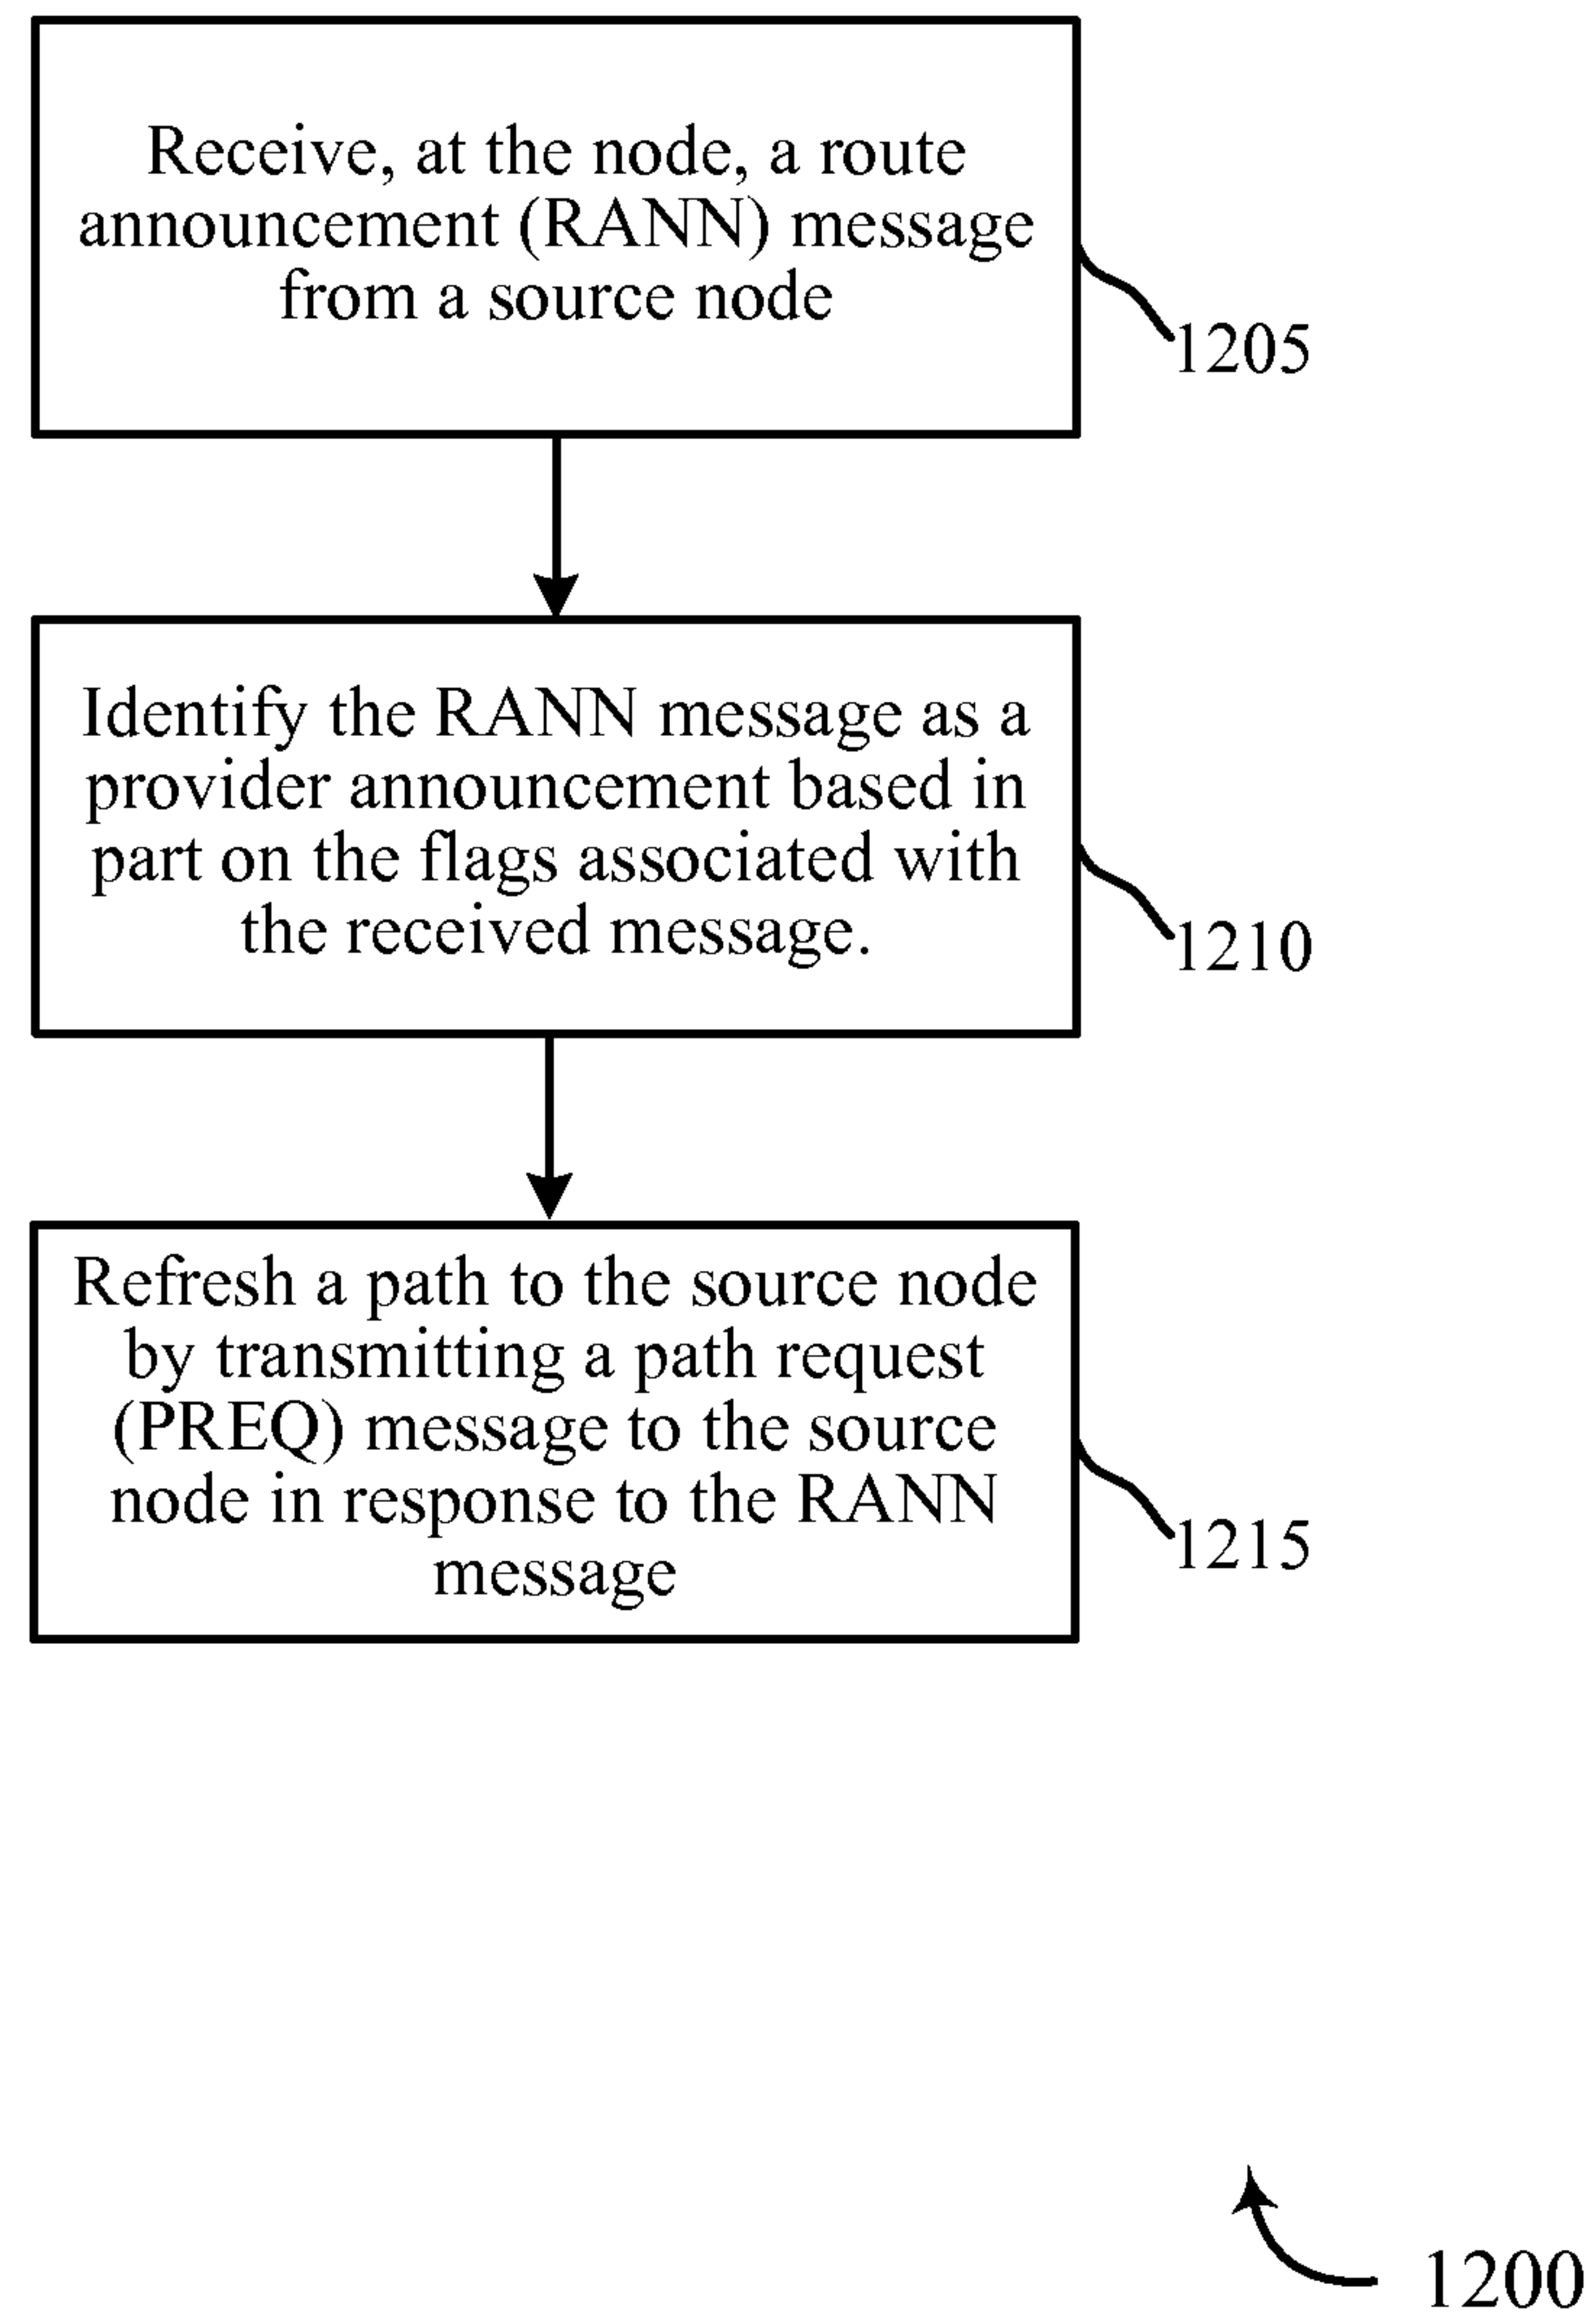 Receive, at the node, a route
announcement (RANN) message
from a source node
1205
Identify the RANN message as a
provider announcement based in
part on the flags associated with
the received message.
1210
Refresh a path to the source node
by transmitting a path request
(PREQ) message to the source
node in response to the RANN
message
1215
1200